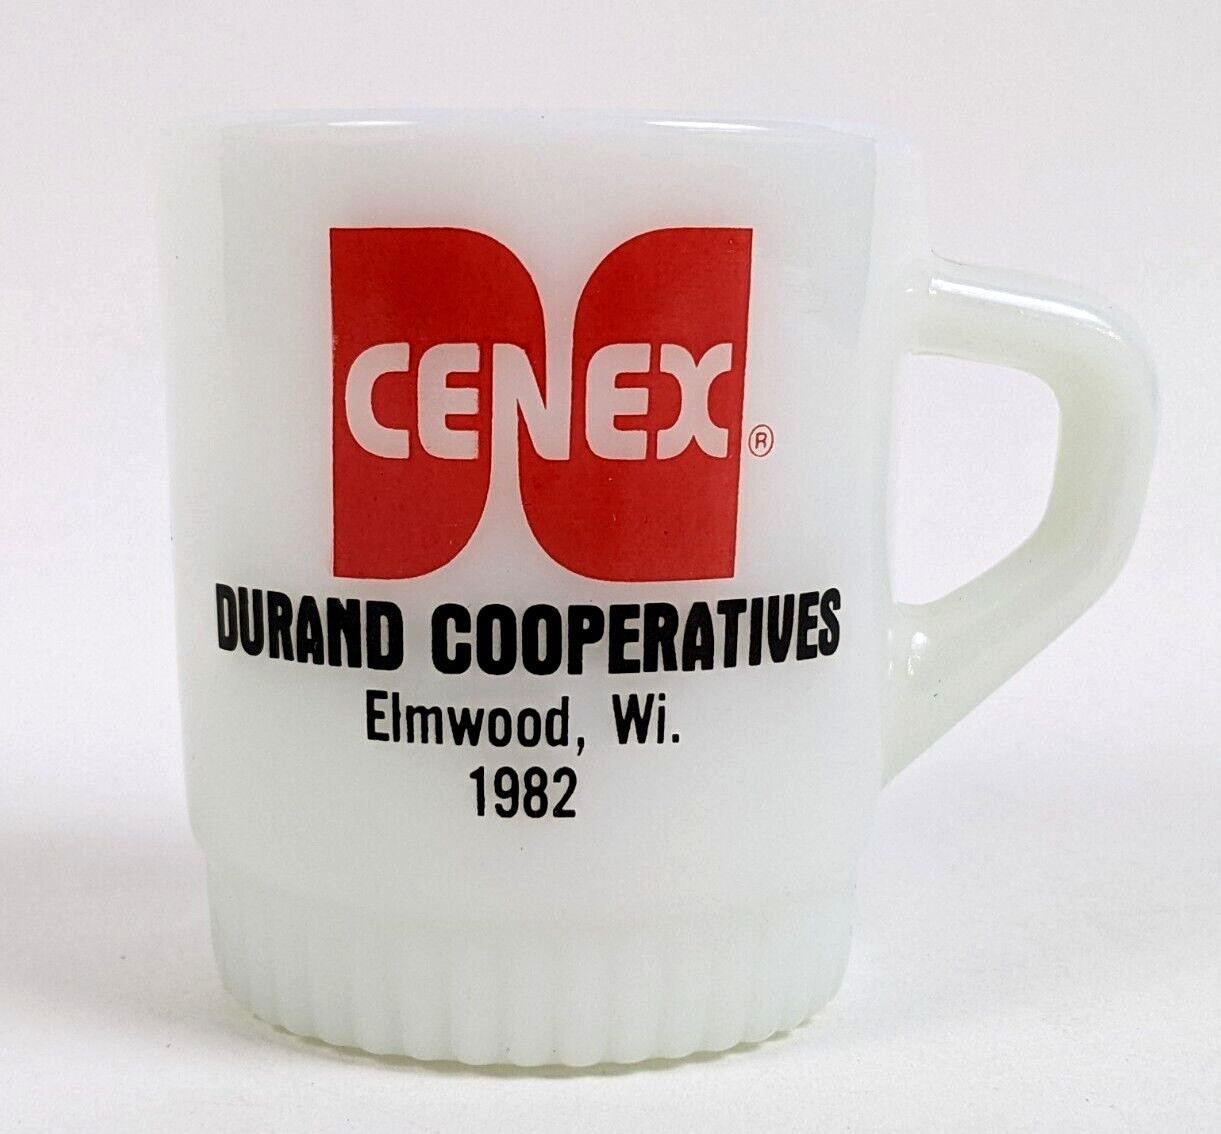 CENEX®
DURAND COOPERATIVES
Elmwood, Wi.
1982